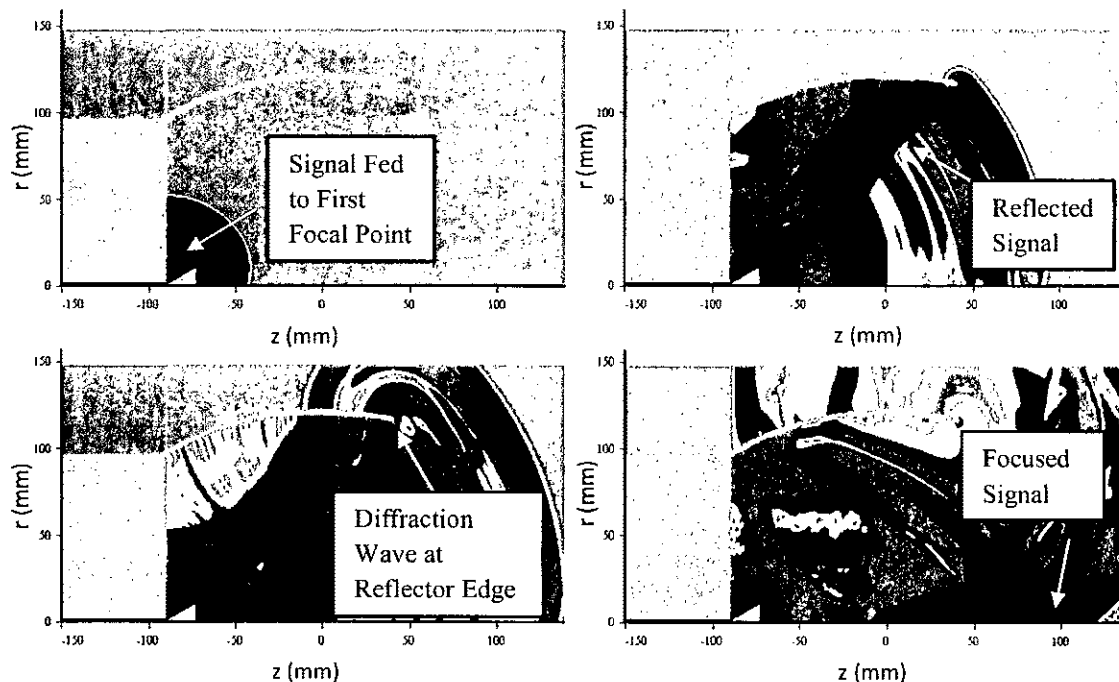 150
100
50
0
r (mm)
Signal Fed
to First
Focal Point
-150
-100
-50
0
50
100
z (mm)
150
100
50
0
r (mm)
Reflected
Signal
-150
-100
-50
0
50
100
z (mm)
150
100
50
0
r (mm)
Diffraction
Wave at
Reflector Edge
-150
-100
-50
0
50
100
z (mm)
150
100
50
0
r (mm)
Focused
Signal
-150
-100
-50
0
50
100
z (mm)